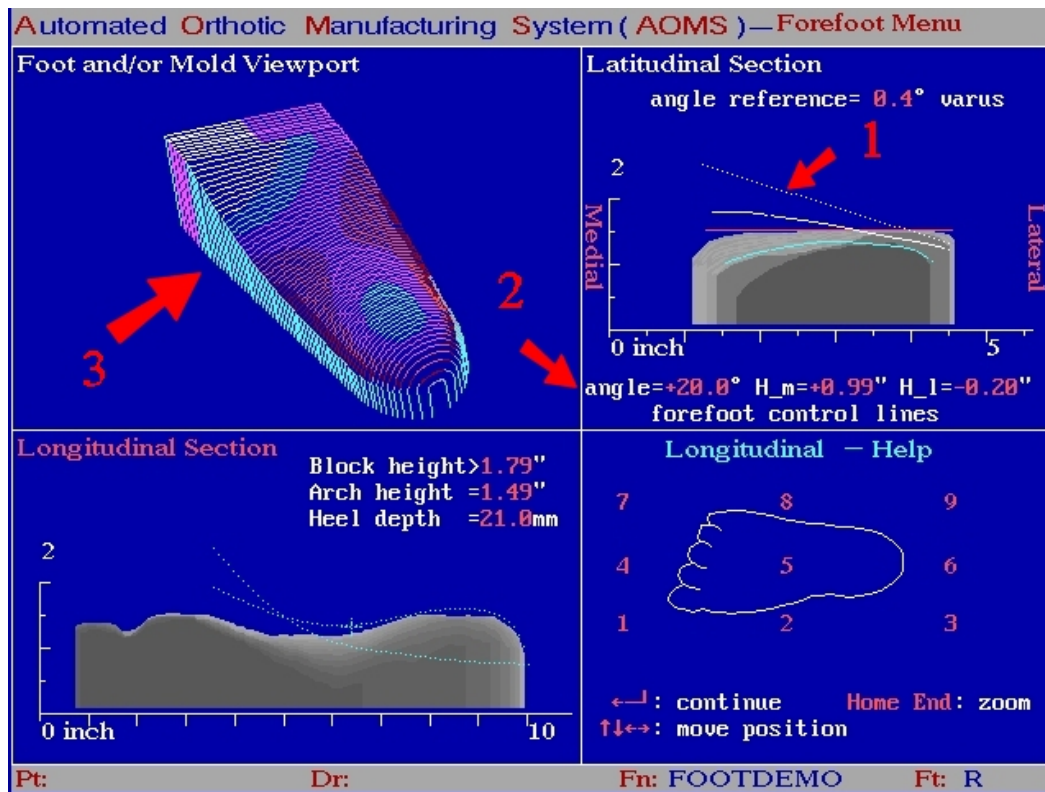 Automated Orthotic Manufacturing System ( AOMS )— Forefoot Menu
Foot and/or Mold Viewport
3
2
Latitudinal Section
angle reference= 0.4° varus
1
2
Medial
Lateral
0 inch
5
angle=+20.0° H_m=+0.99" H_l=-0.20"
forefoot control lines
Longitudinal Section
Block height>1.79"
Arch height =1.49"
Heel depth =21.0mm
2
0 inch
10
Longitudinal — Help
7 8 9
4 5 6
1 2 3
←┘: continue Home End: zoom
↑↓←→: move position
Pt: Dr: Fn: FOOTDEMO Ft: R